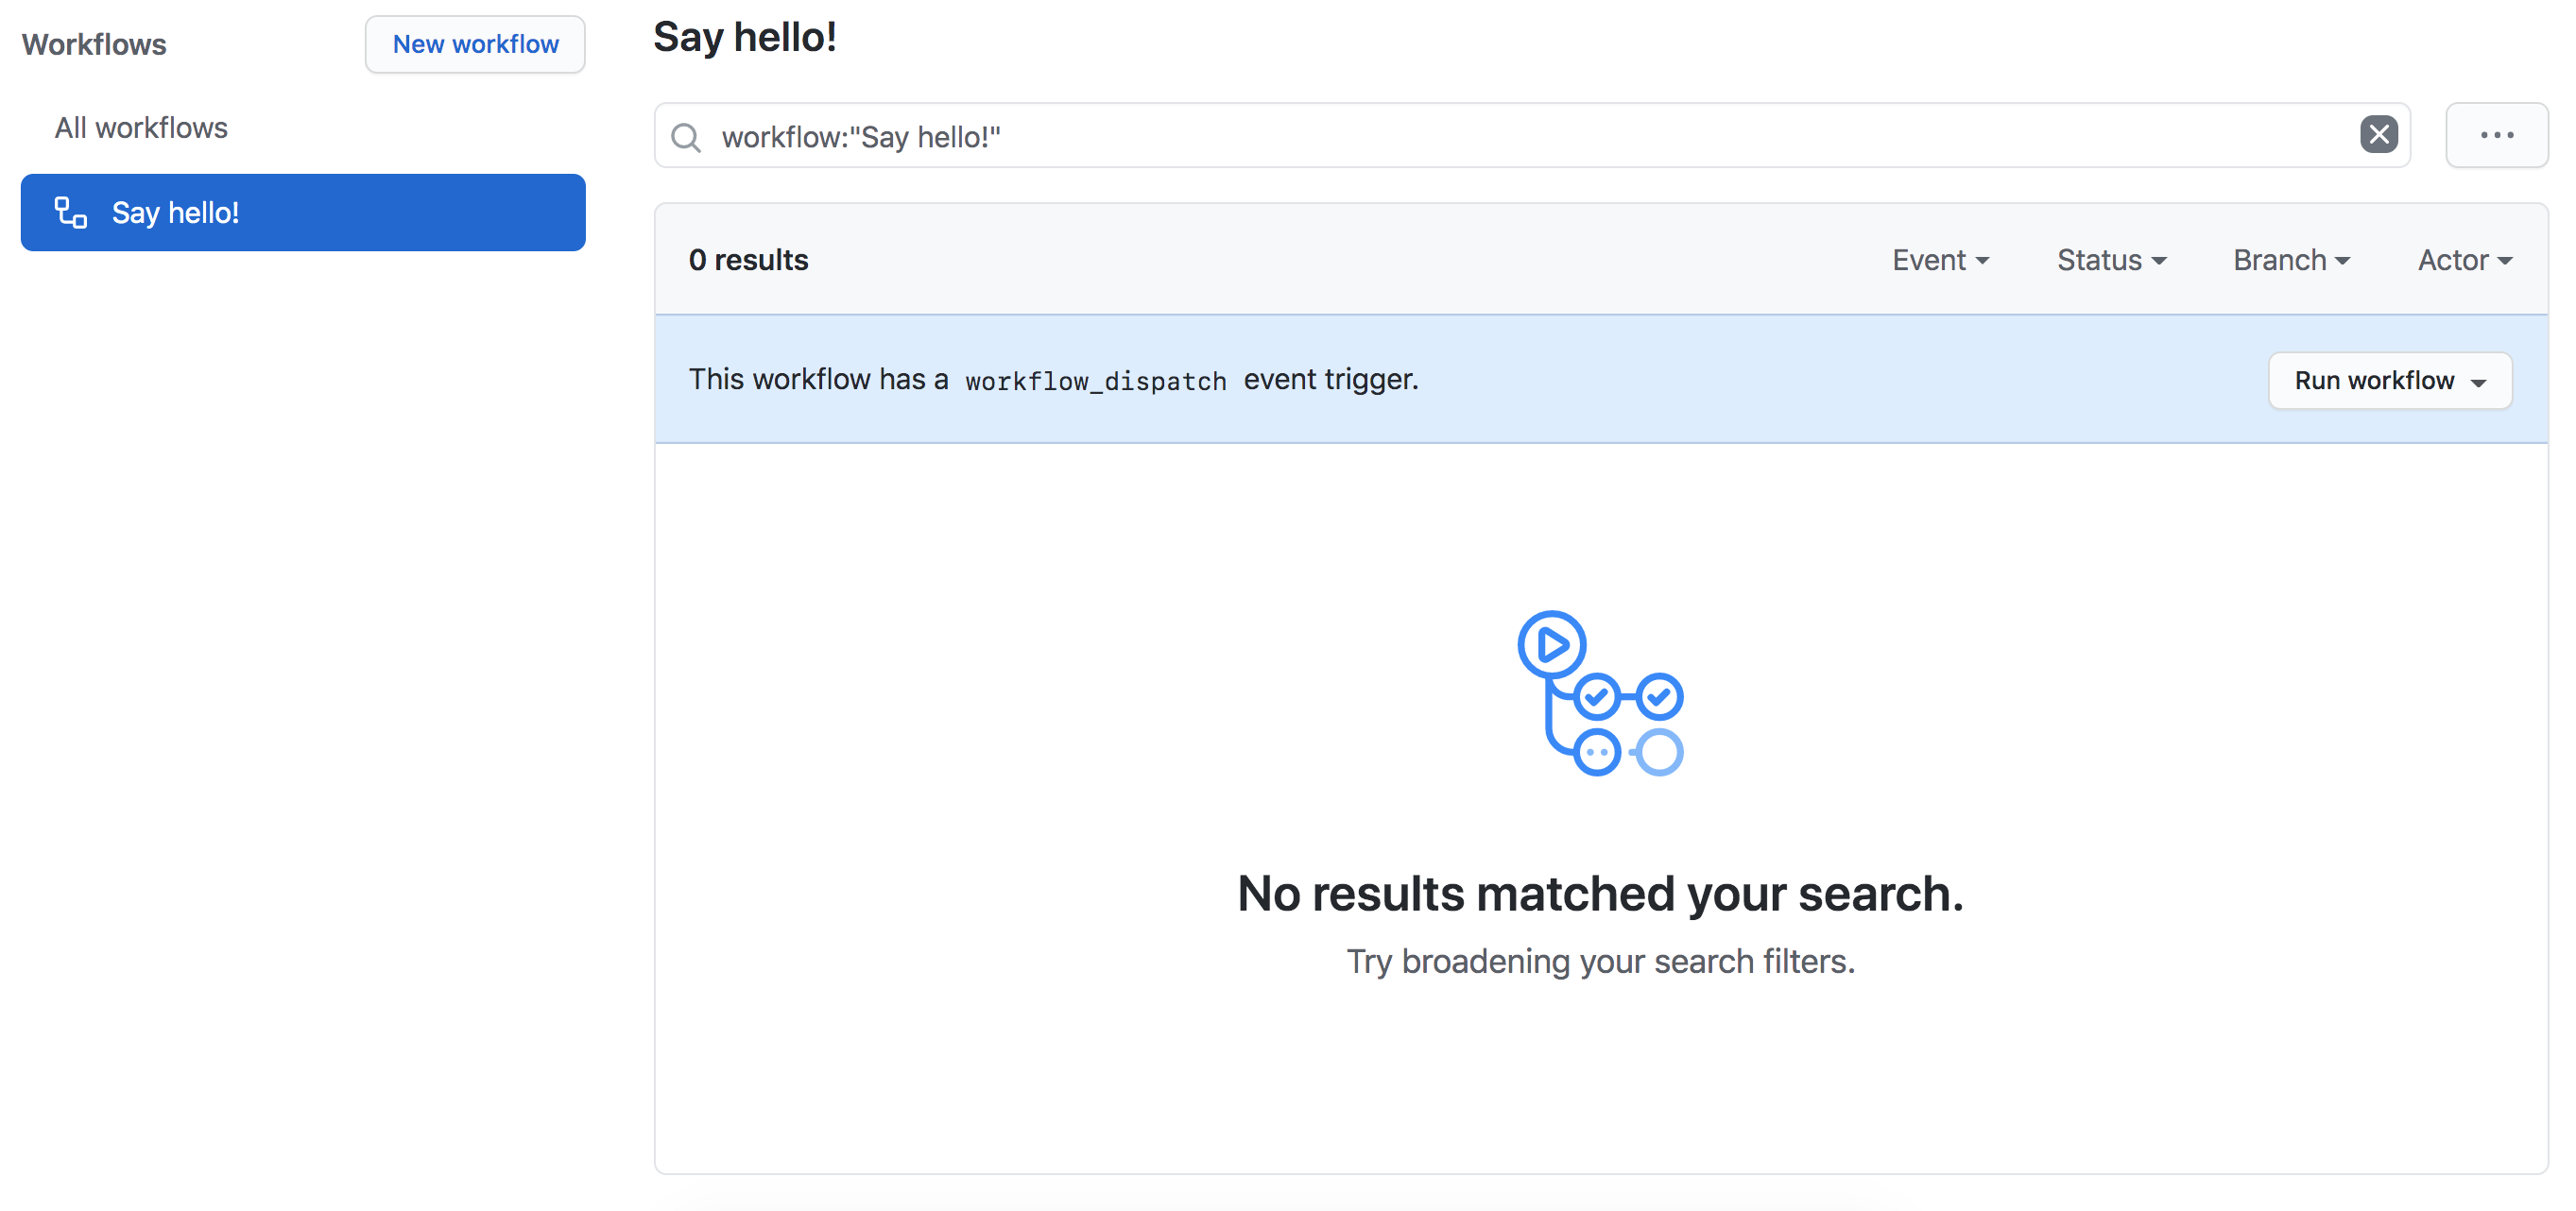 Workflows
New workflow
All workflows
Say hello!
Say hello!
workflow:"Say hello!"
0 results
Event
Status
Branch
Actor
This workflow has a workflow_dispatch event trigger.
Run workflow
No results matched your search.
Try broadening your search filters.